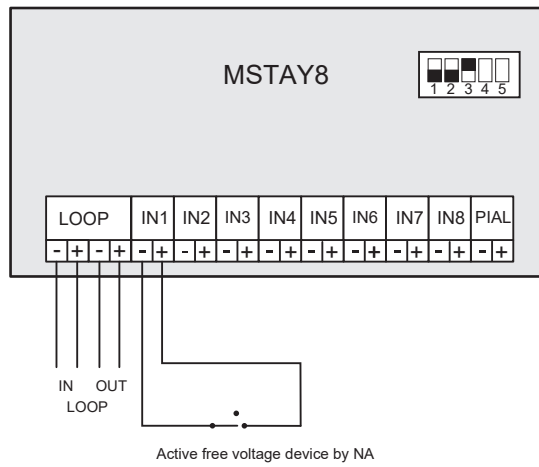 MSTAY8
1 2 3 4 5
LOOP IN1 IN2 IN3 IN4 IN5 IN6 IN7 IN8 PIAL
- + - + - + - + - + - + - + - + - + - + - +
IN OUT
LOOP
Active free voltage device by NA